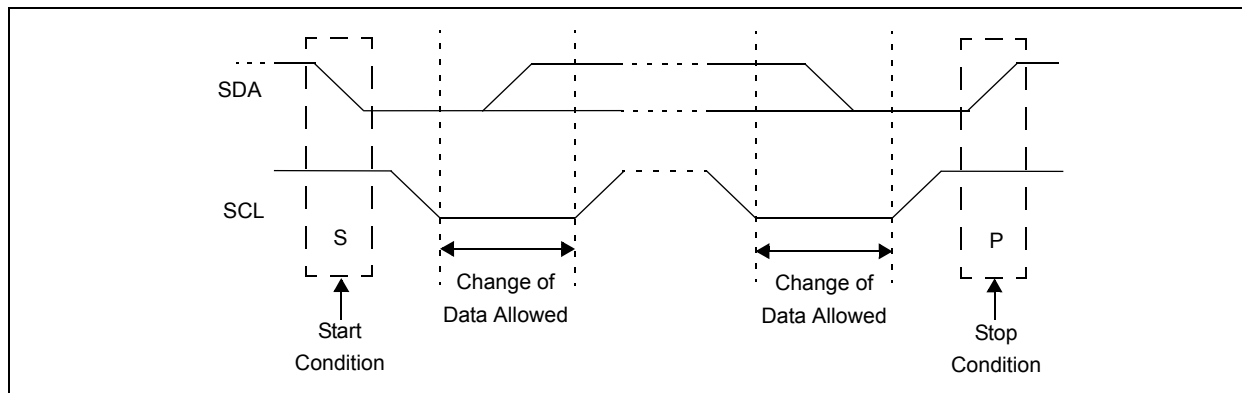 SDA
SCL
S
P
Change of
Data Allowed
Change of
Data Allowed
Start
Condition
Stop
Condition